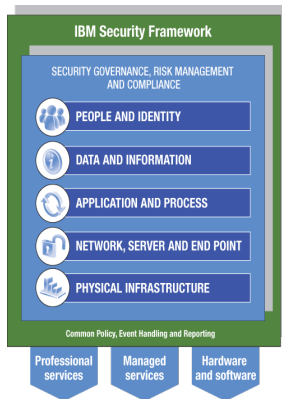 IBM Security Framework
SECURITY GOVERNANCE, RISK MANAGEMENT
AND COMPLIANCE
PEOPLE AND IDENTITY
DATA AND INFORMATION
APPLICATION AND PROCESS
NETWORK, SERVER AND END POINT
PHYSICAL INFRASTRUCTURE
Common Policy, Event Handling and Reporting
Professional
services
Managed
services
Hardware
and software